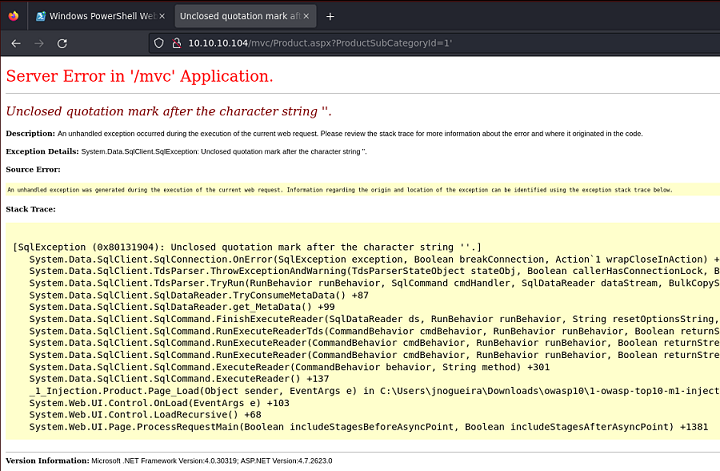 Windows PowerShell Web
Unclosed quotation mark aft
10.10.10.104/mvc/Product.aspx?ProductSubCategoryId=1'
Server Error in '/mvc' Application.
Unclosed quotation mark after the character string ''.
Description: An unhandled exception occurred during the execution of the current web request. Please review the stack trace for more information about the error and where it originated in the code.
Exception Details: System.Data.SqlClient.SqlException: Unclosed quotation mark after the character string ''.
Source Error:
An unhandled exception was generated during the execution of the current web request. Information regarding the origin and location of the exception can be identified using the exception stack trace below.
Stack Trace:
[SqlException (0x80131904): Unclosed quotation mark after the character string ''.]
System.Data.SqlClient.SqlConnection.OnError(SqlException exception, Boolean breakConnection, Action`1 wrapCloseInAction) +
System.Data.SqlClient.TdsParser.ThrowExceptionAndWarning(TdsParserStateObject stateObj, Boolean callerHasConnectionLock, B
System.Data.SqlClient.TdsParser.TryRun(RunBehavior runBehavior, SqlCommand cmdHandler, SqlDataReader dataStream, BulkCopyS
System.Data.SqlClient.SqlDataReader.TryConsumeMetaData() +87
System.Data.SqlClient.SqlDataReader.get_MetaData() +99
System.Data.SqlClient.SqlCommand.FinishExecuteReader(SqlDataReader ds, RunBehavior runBehavior, String resetOptionsString,
System.Data.SqlClient.SqlCommand.RunExecuteReaderTds(CommandBehavior cmdBehavior, RunBehavior runBehavior, Boolean returnS
System.Data.SqlClient.SqlCommand.RunExecuteReader(CommandBehavior cmdBehavior, RunBehavior runBehavior, Boolean returnStre
System.Data.SqlClient.SqlCommand.RunExecuteReader(CommandBehavior cmdBehavior, RunBehavior runBehavior, Boolean returnStre
System.Data.SqlClient.SqlCommand.ExecuteReader(CommandBehavior behavior, String method) +301
System.Data.SqlClient.SqlCommand.ExecuteReader() +137
_1_Injection.Product.Page_Load(Object sender, EventArgs e) in C:\Users\jnogueira\Downloads\owasp10\1-owasp-top10-m1-inject
System.Web.UI.Control.OnLoad(EventArgs e) +103
System.Web.UI.Control.LoadRecursive() +68
System.Web.UI.Page.ProcessRequestMain(Boolean includeStagesBeforeAsyncPoint, Boolean includeStagesAfterAsyncPoint) +1381
Version Information: Microsoft .NET Framework Version:4.0.30319; ASP.NET Version:4.7.2623.0